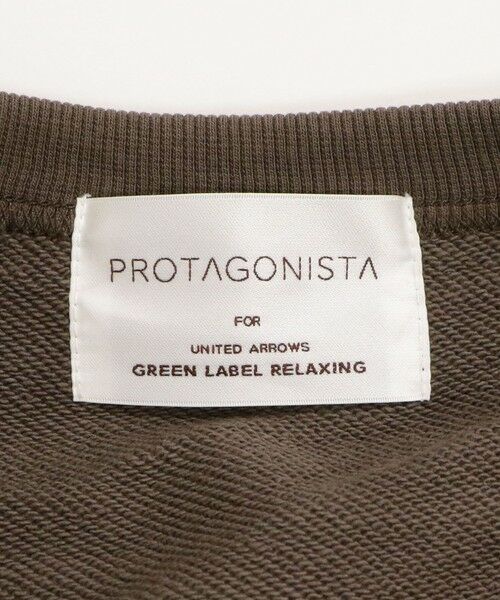 PROTAGONISTA
FOR
UNITED ARROWS
GREEN LABEL RELAXING